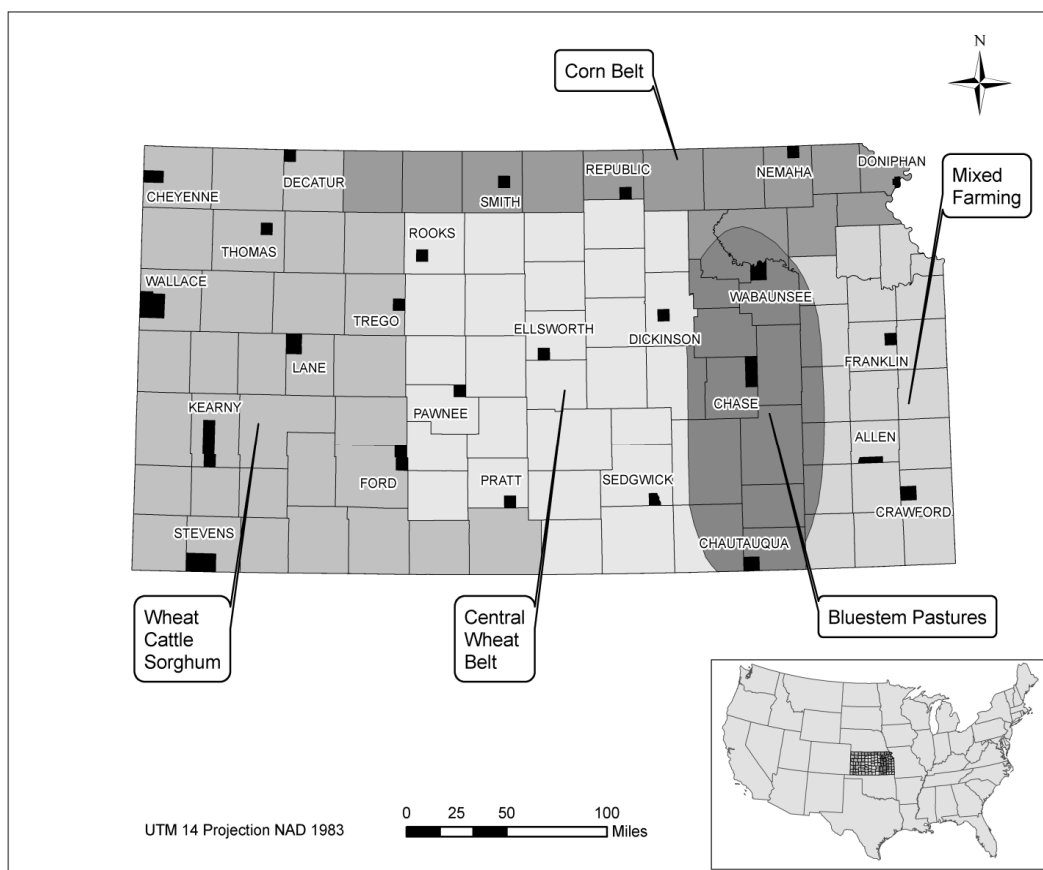 N
Corn Belt
Mixed
Farming
CHEYENNE
DECATUR
SMITH
REPUBLIC
NEMAHA
DONIPHAN
THOMAS
ROOKS
WALLACE
TREGO
ELLSWORTH
DICKINSON
WABAUNSEE
LANE
FRANKLIN
KEARNY
PAWNEE
CHASE
ALLEN
FORD
PRATT
SEDGWICK
CRAWFORD
STEVENS
CHAUTAUQUA
Wheat
Cattle
Sorghum
Central
Wheat
Belt
Bluestem Pastures
UTM 14 Projection NAD 1983
0 25 50 100
Miles